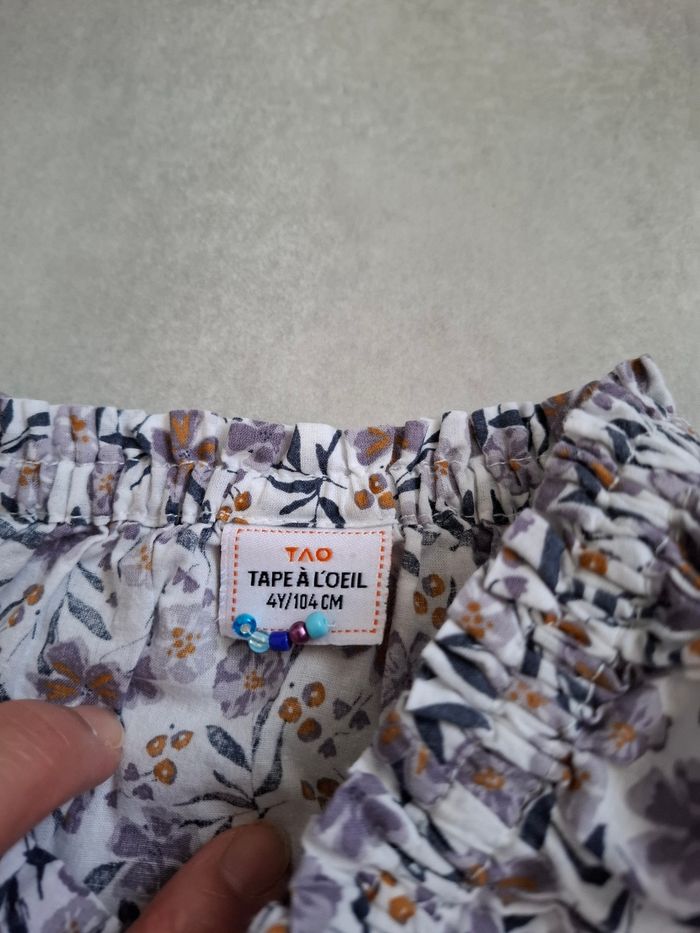 TAO
TAPE À L'OEIL
4Y/104 CM